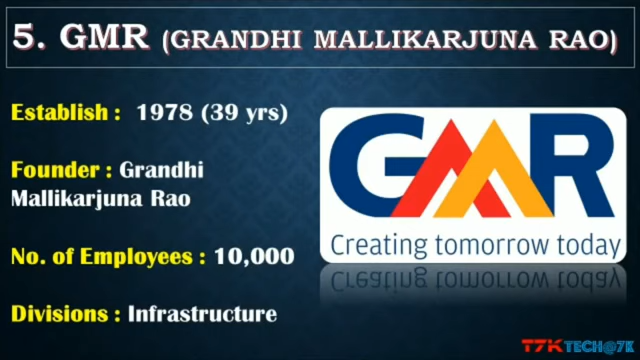 5. GMR (GRANDHI MALLIKARJUNA RAO)
Establish : 1978 (39 yrs)
Founder : Grandhi
Mallikarjuna Rao
No. of Employees : 10,000
Divisions : Infrastructure
GMR
Creating tomorrow today
T7K TECH@7K